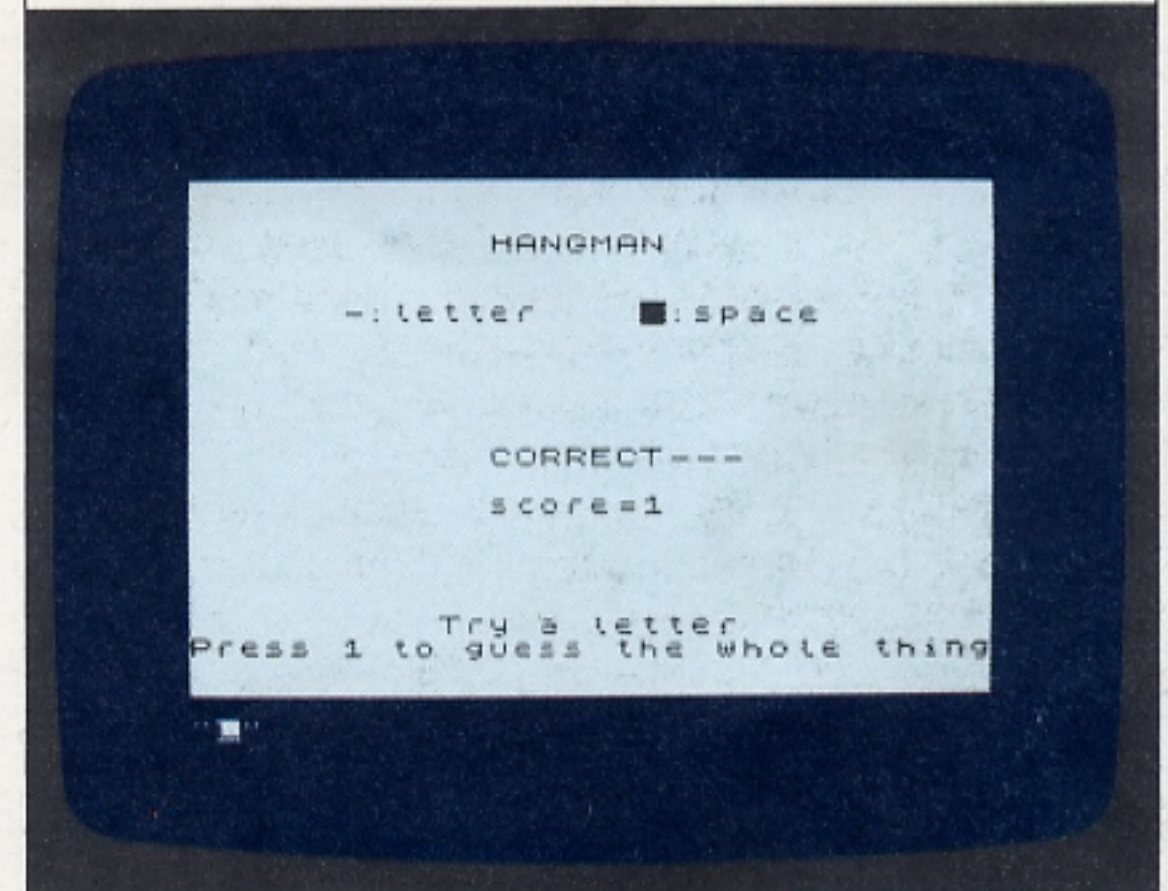 HANGMAN
-:letter ■:space
CORRECT---
score=1
Try a letter
Press 1 to guess the whole thing
"■"